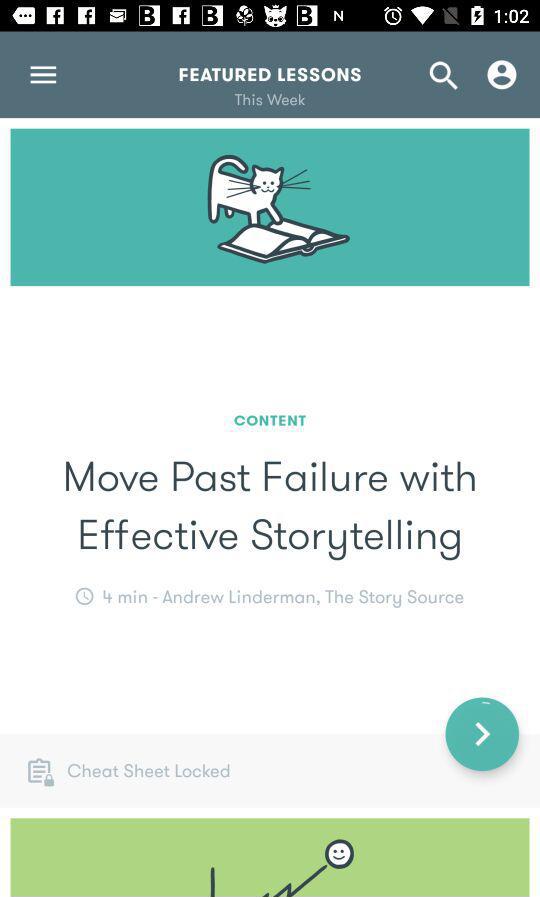 1:02
FEATURED LESSONS
This Week
CONTENT
Move Past Failure with
Effective Storytelling
4 min - Andrew Linderman, The Story Source
Cheat Sheet Locked